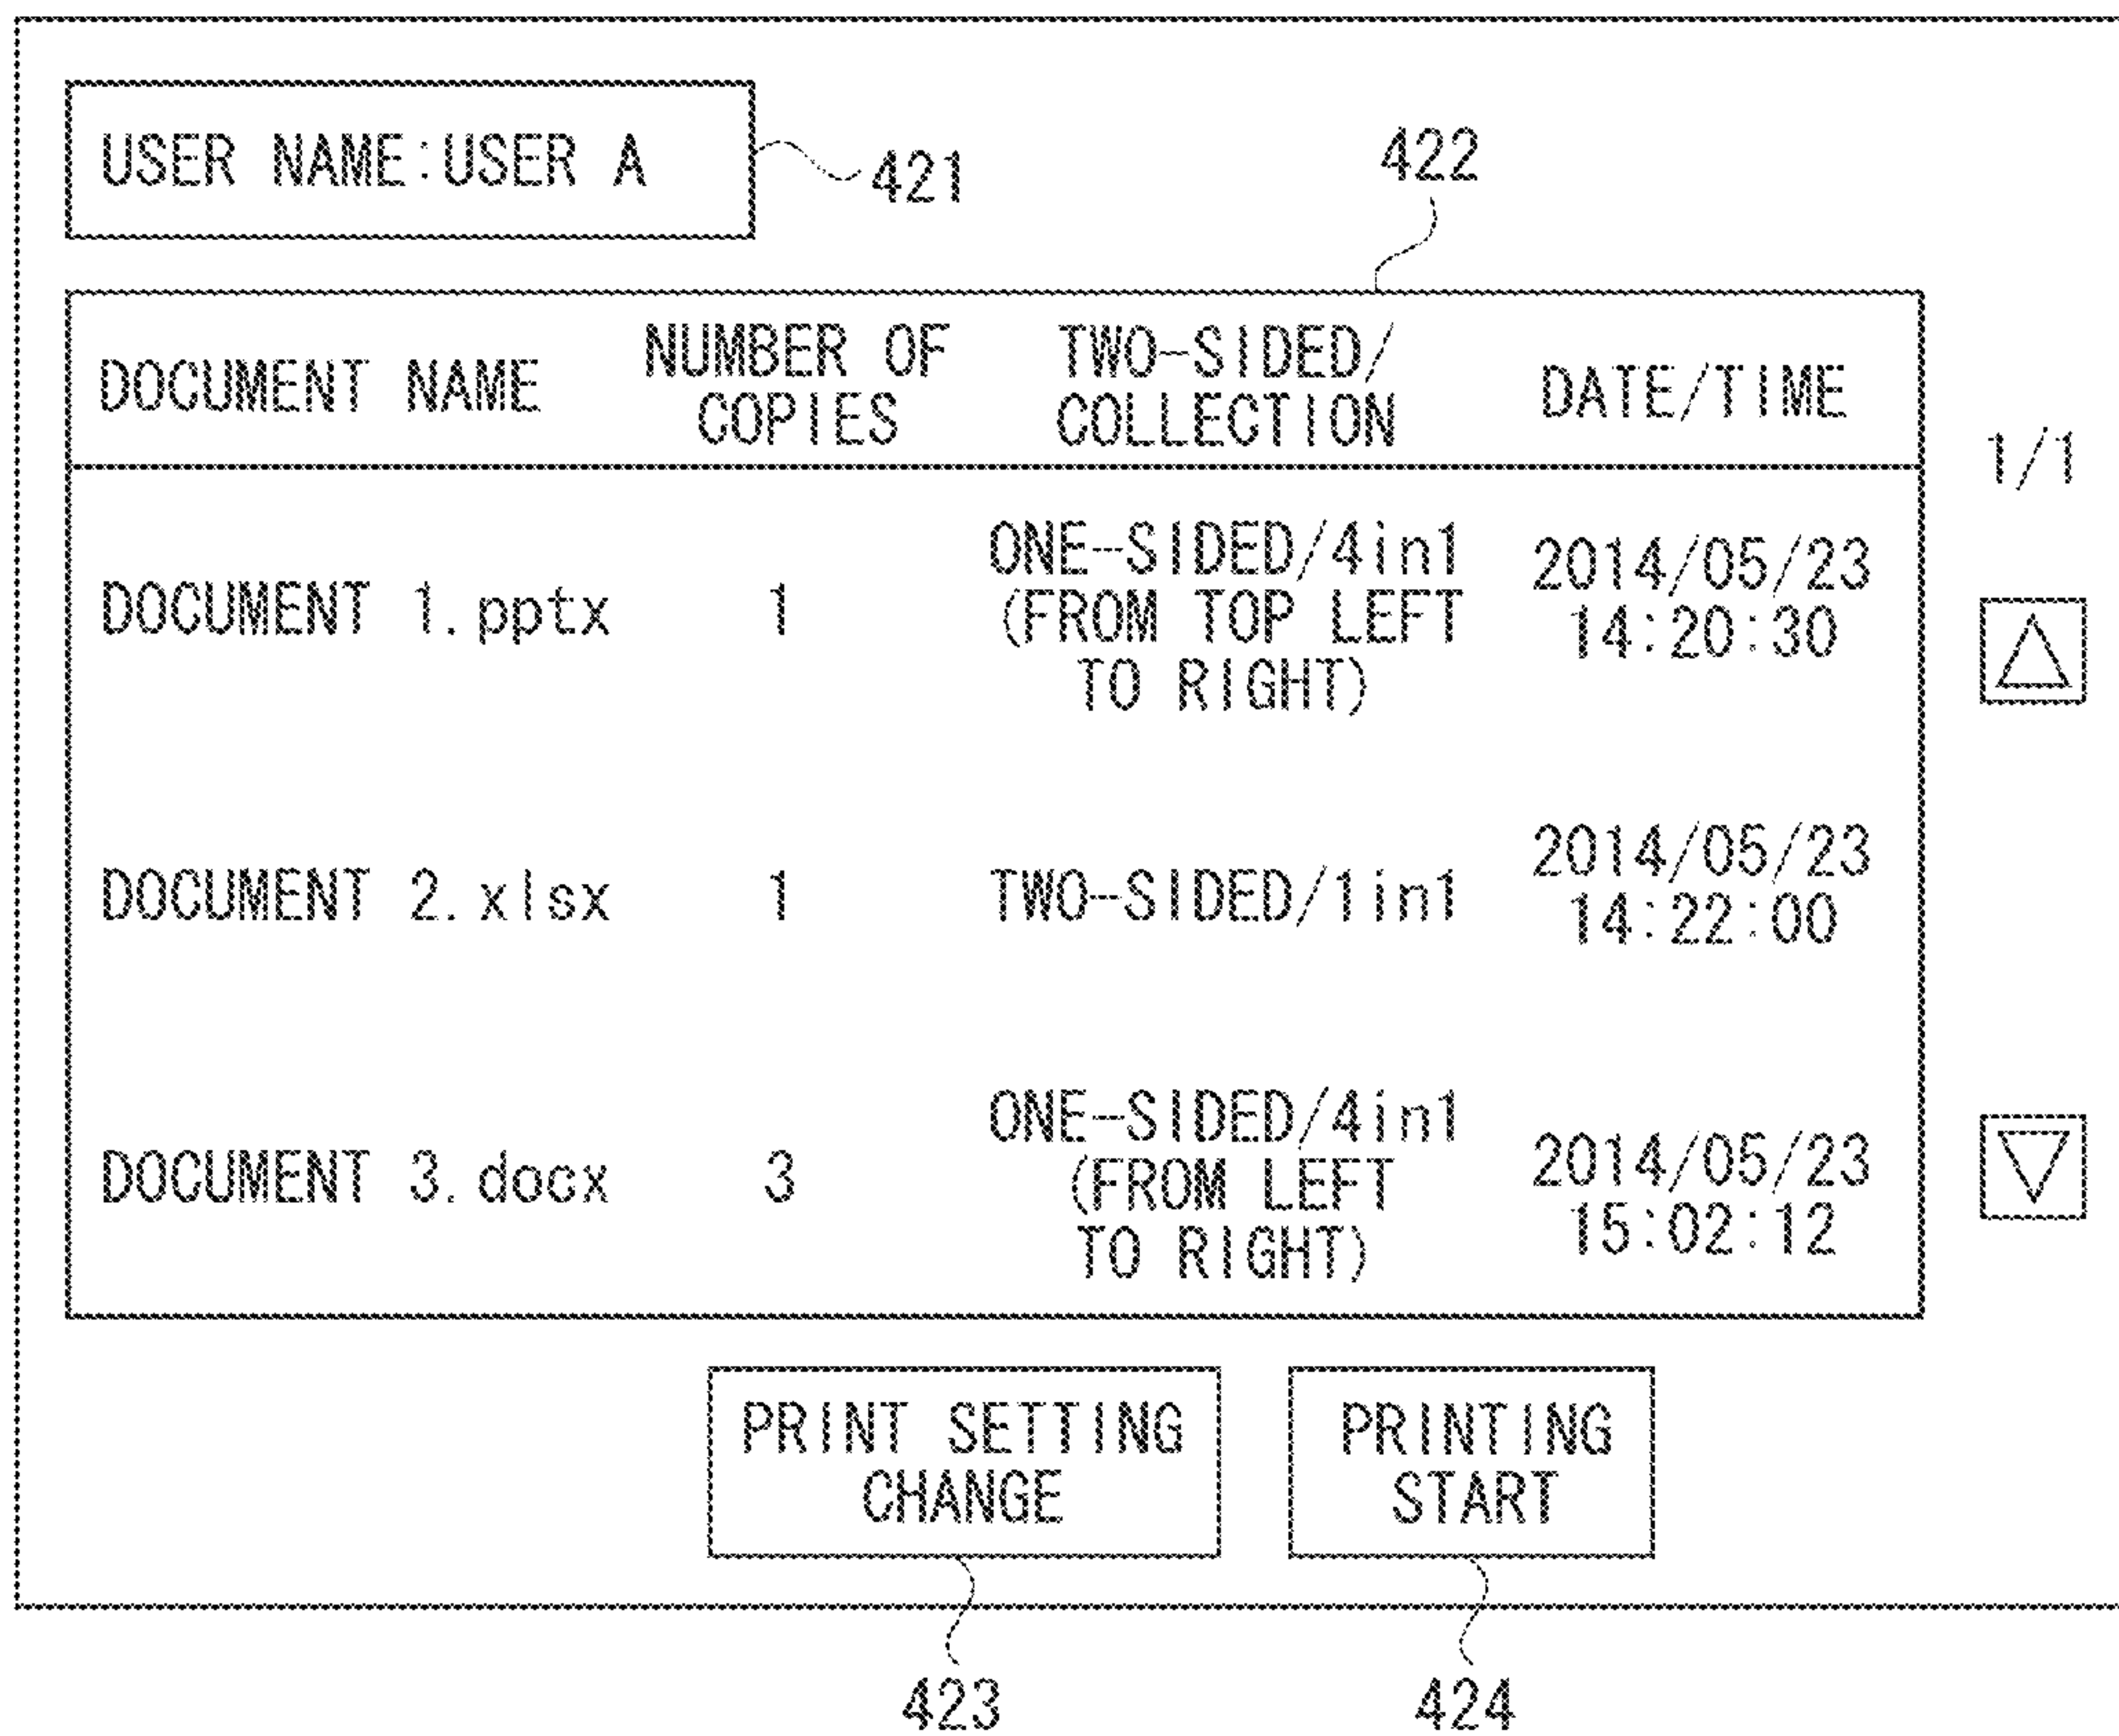 USER NAME:USER A
421
422
DOCUMENT NAME
NUMBER OF
COPIES
TWO-SIDED/
COLLECTION
DATE/TIME
1/1
DOCUMENT 1.pptx
1
ONE-SIDED/4in1
(FROM TOP LEFT
TO RIGHT)
2014/05/23
14:20:30
DOCUMENT 2.xlsx
1
TWO-SIDED/1in1
2014/05/23
14:22:00
DOCUMENT 3.docx
3
ONE-SIDED/4in1
(FROM LEFT
TO RIGHT)
2014/05/23
15:02:12
PRINT SETTING
CHANGE
PRINTING
START
423
424